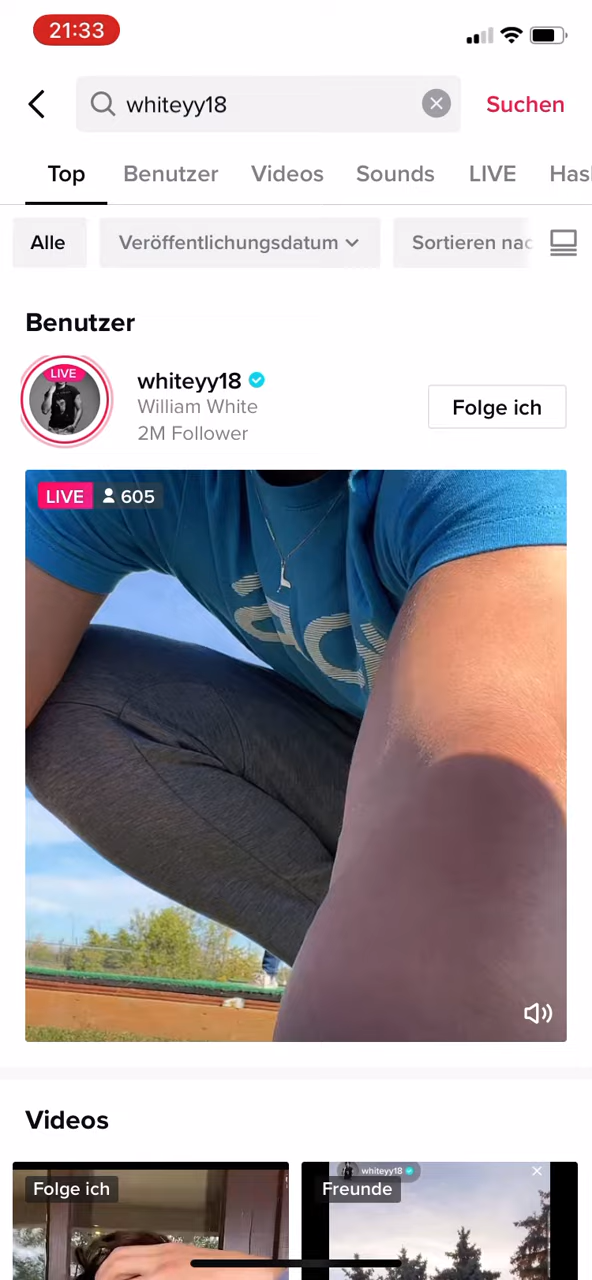 21:33
whiteyy18
Suchen
Top Benutzer Videos Sounds LIVE
Alle Veröffentlichungsdatum Sortieren
Benutzer
LIVE
whiteyy18
William White
2M Follower
Folge ich
LIVE 605
Videos
Folge ich
whiteyy18
Freunde